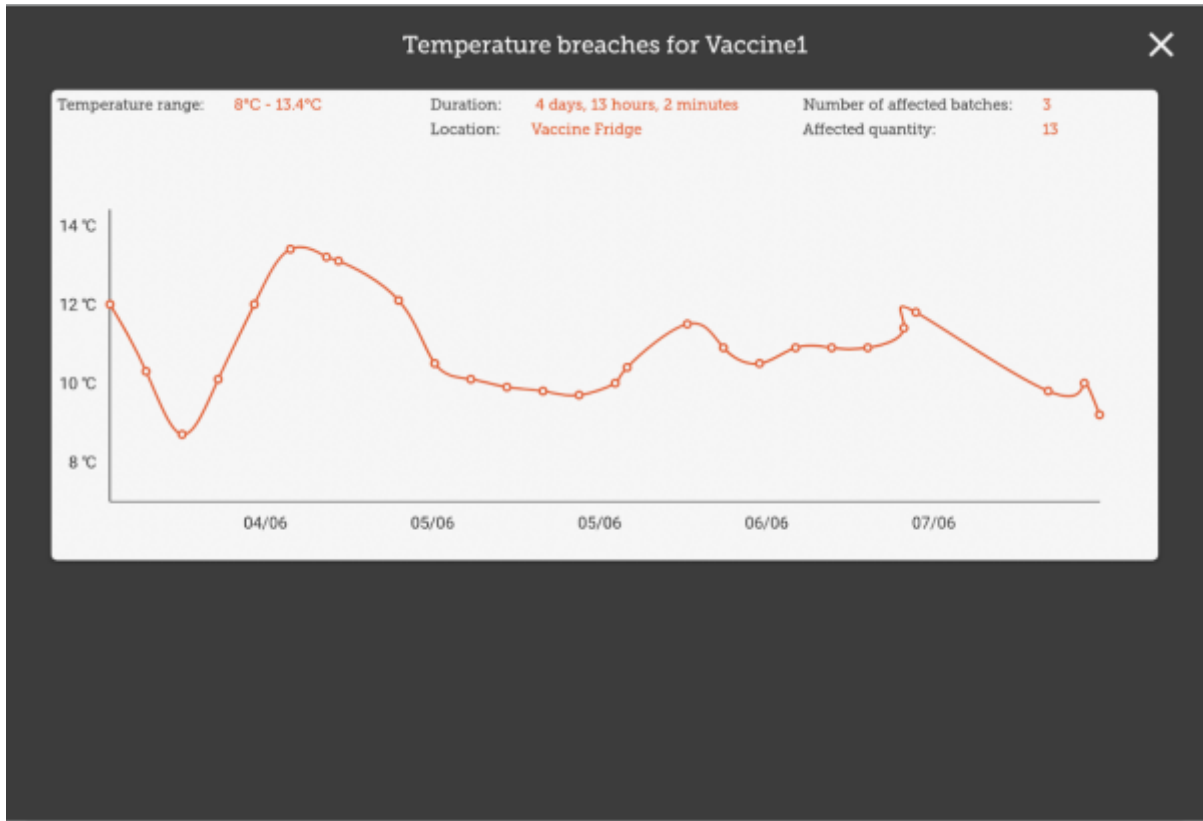 Temperature breaches for Vaccine1
Temperature range: 8°C - 13.4°C
Duration: 4 days, 13 hours, 2 minutes
Number of affected batches: 3
Location: Vaccine Fridge
Affected quantity: 13
14 °C
12 °C
10 °C
8 °C
04/06 05/06 05/06 06/06 07/06